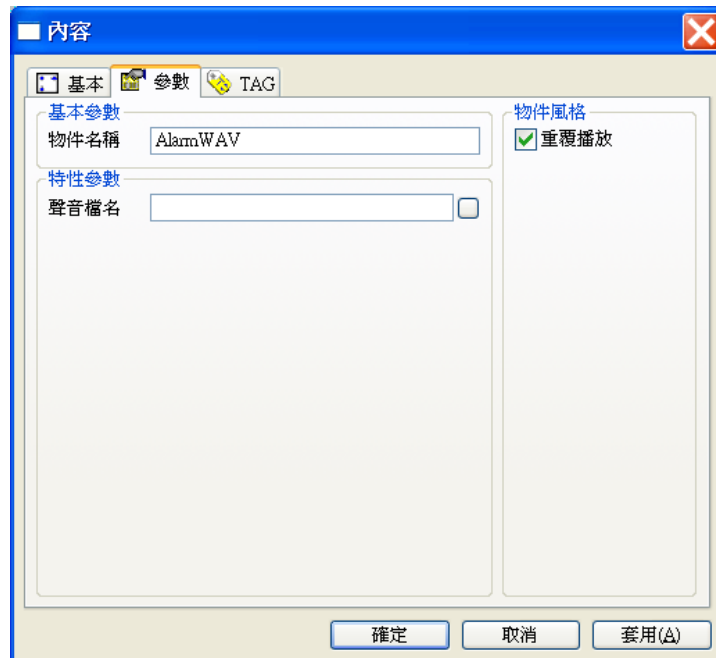 內容
基本 參數 TAG
基本參數
物件名稱 AlarmWAV
特性參數
聲音檔名
物件風格
重覆播放
確定 取消 套用(A)